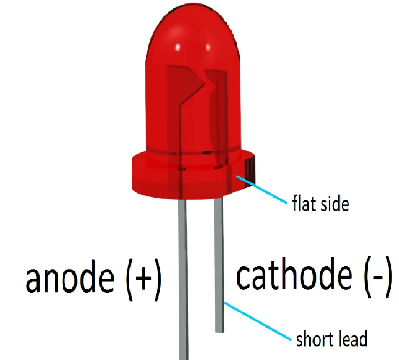 flat side
anode (+)
cathode (-)
short lead